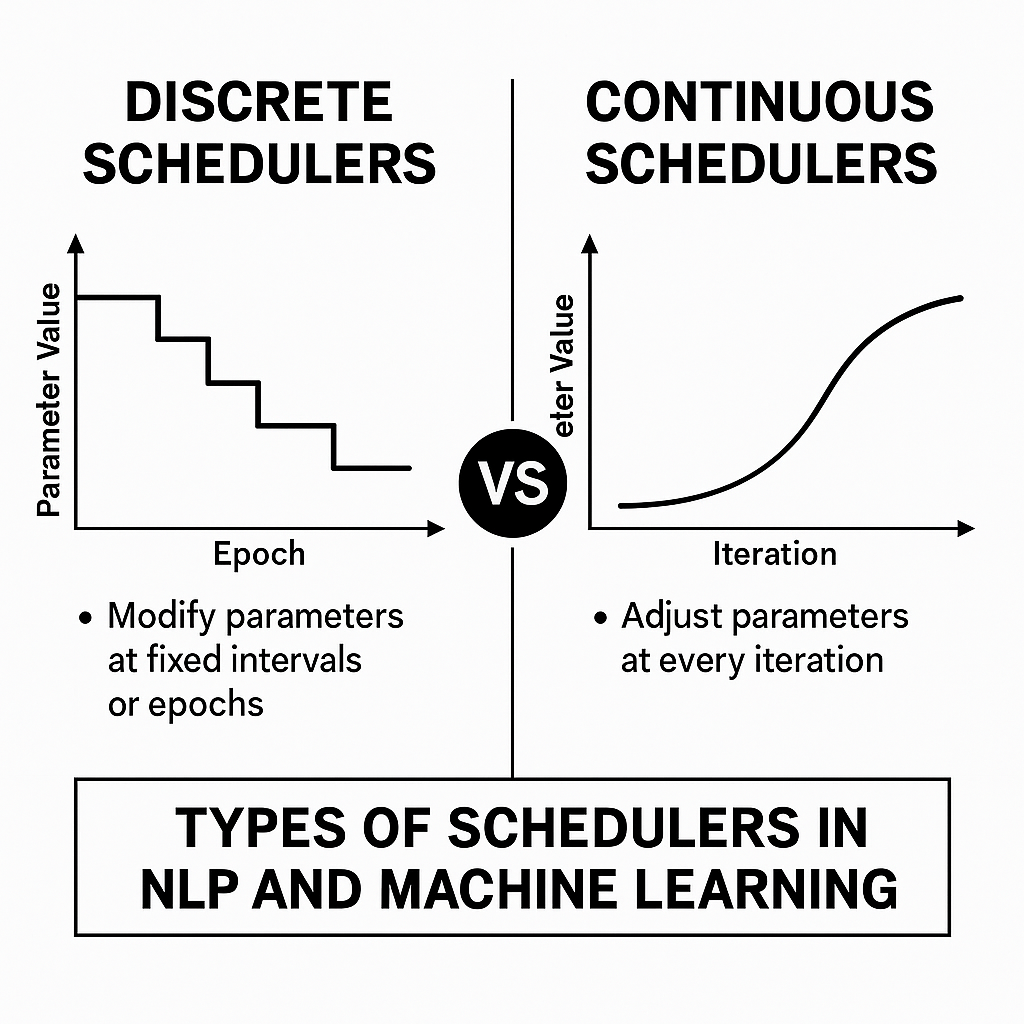 DISCRETE
SCHEDULERS
Parameter Value
Epoch
• Modify parameters
at fixed intervals
or epochs
VS
CONTINUOUS
SCHEDULERS
eter Value
Iteration
• Adjust parameters
at every iteration
TYPES OF SCHEDULERS IN
NLP AND MACHINE LEARNING